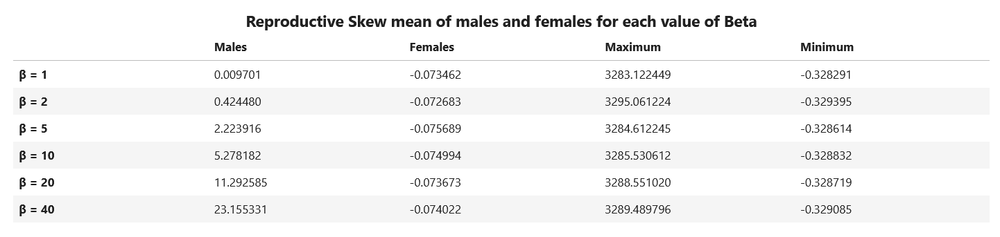 Reproductive Skew mean of males and females for each value of Beta
Males Females Maximum Minimum
β = 1 0.009701 -0.073462 3283.122449 -0.328291
β = 2 0.424480 -0.072683 3295.061224 -0.329395
β = 5 2.223916 -0.075689 3284.612245 -0.328614
β = 10 5.278182 -0.074994 3285.530612 -0.328832
β = 20 11.292585 -0.073673 3288.551020 -0.328719
β = 40 23.155331 -0.074022 3289.489796 -0.329085